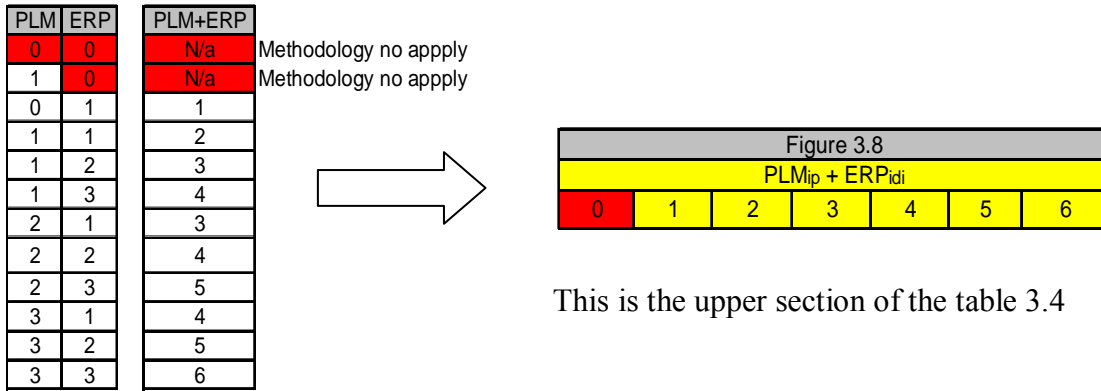 PLM ERP PLM+ERP
0 0 N/a Methodology no appply
1 0 N/a Methodology no appply
0 1 1
1 1 2
1 2 3
1 3 4
2 1 3
2 2 4
2 3 5
3 1 4
3 2 5
3 3 6
Figure 3.8
PLMip + ERPidi
0 1 2 3 4 5 6
This is the upper section of the table 3.4